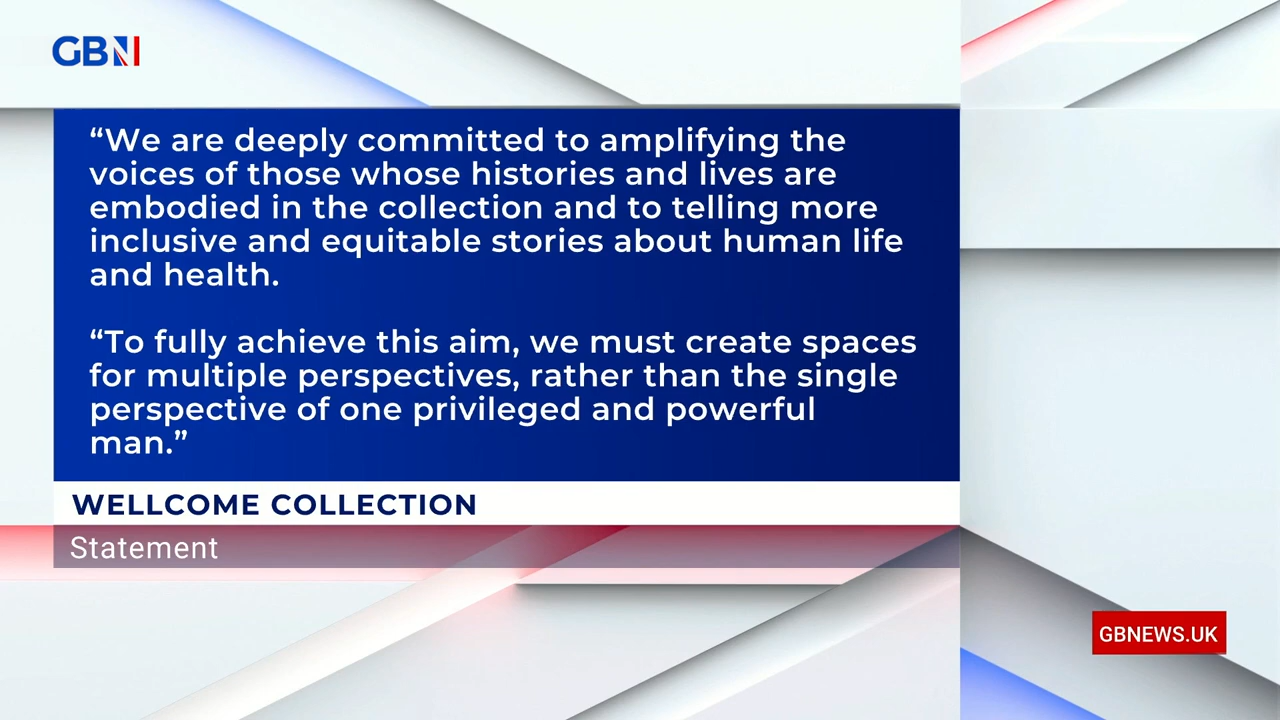 GBN
“We are deeply committed to amplifying the
voices of those whose histories and lives are
embodied in the collection and to telling more
inclusive and equitable stories about human life
and health.
“To fully achieve this aim, we must create spaces
for multiple perspectives, rather than the single
perspective of one privileged and powerful
man.”
WELLCOME COLLECTION
Statement
GBNEWS.UK